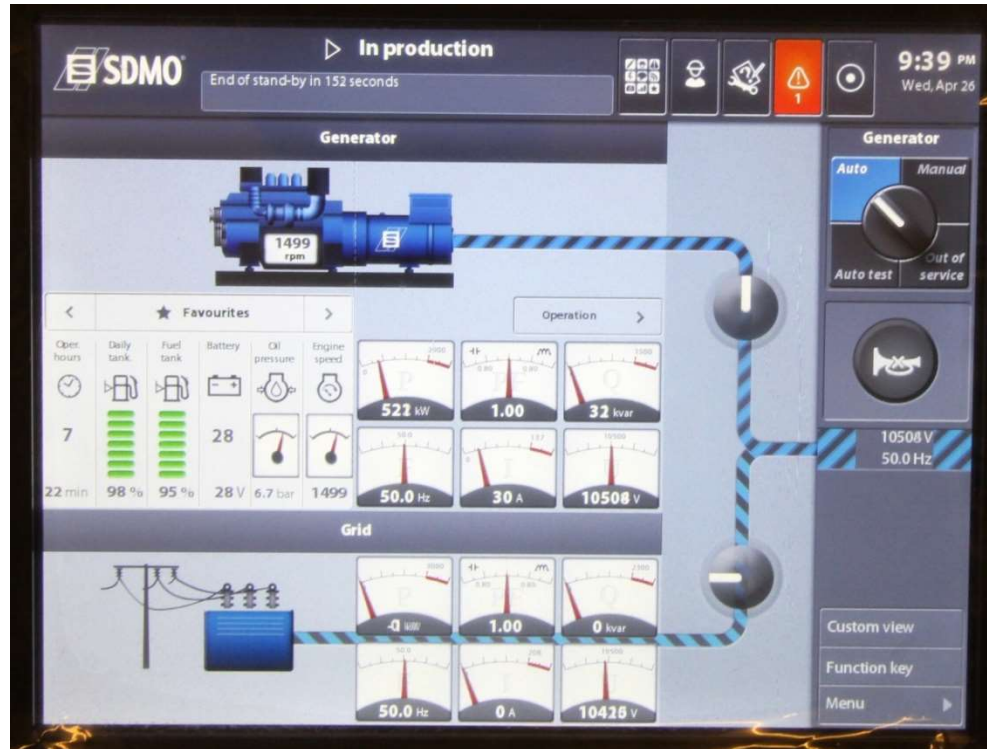 SDMO
In production
End of stand-by in 152 seconds
1
9:39 PM
Wed, Apr 26
Generator
Generator
Auto
Manual
Auto test
Out of service
1499
rpm
Favourites
Operation
Oper. hours
Daily tank
Fuel tank
Battery
Oil pressure
Engine speed
7
28
22 min
98 %
95 %
28 V
6.7 bar
1499
522 kW
1.00
32 kvar
50.0 Hz
30 A
10508 V
10508 V
50.0 Hz
Grid
1.00
0 kvar
50.0 Hz
0 A
Custom view
Function key
Menu